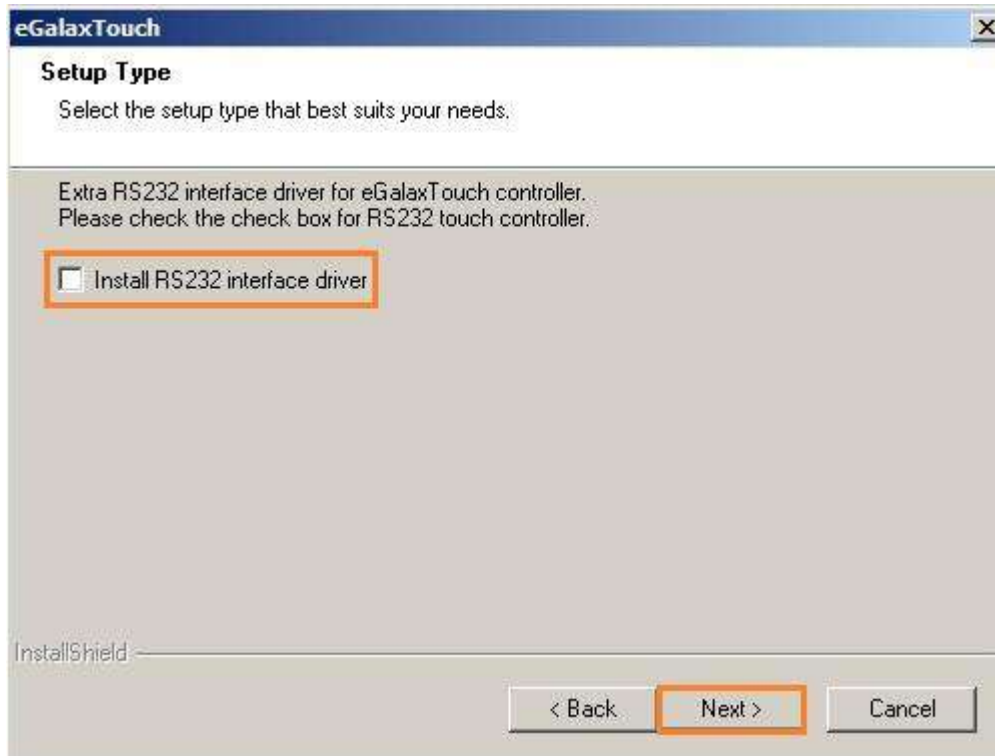 eGalaxTouch
Setup Type
Select the setup type that best suits your needs.
Extra RS232 interface driver for eGalaxTouch controller.
Please check the check box for RS232 touch controller.
Install RS232 interface driver
InstallShield
< Back Next > Cancel